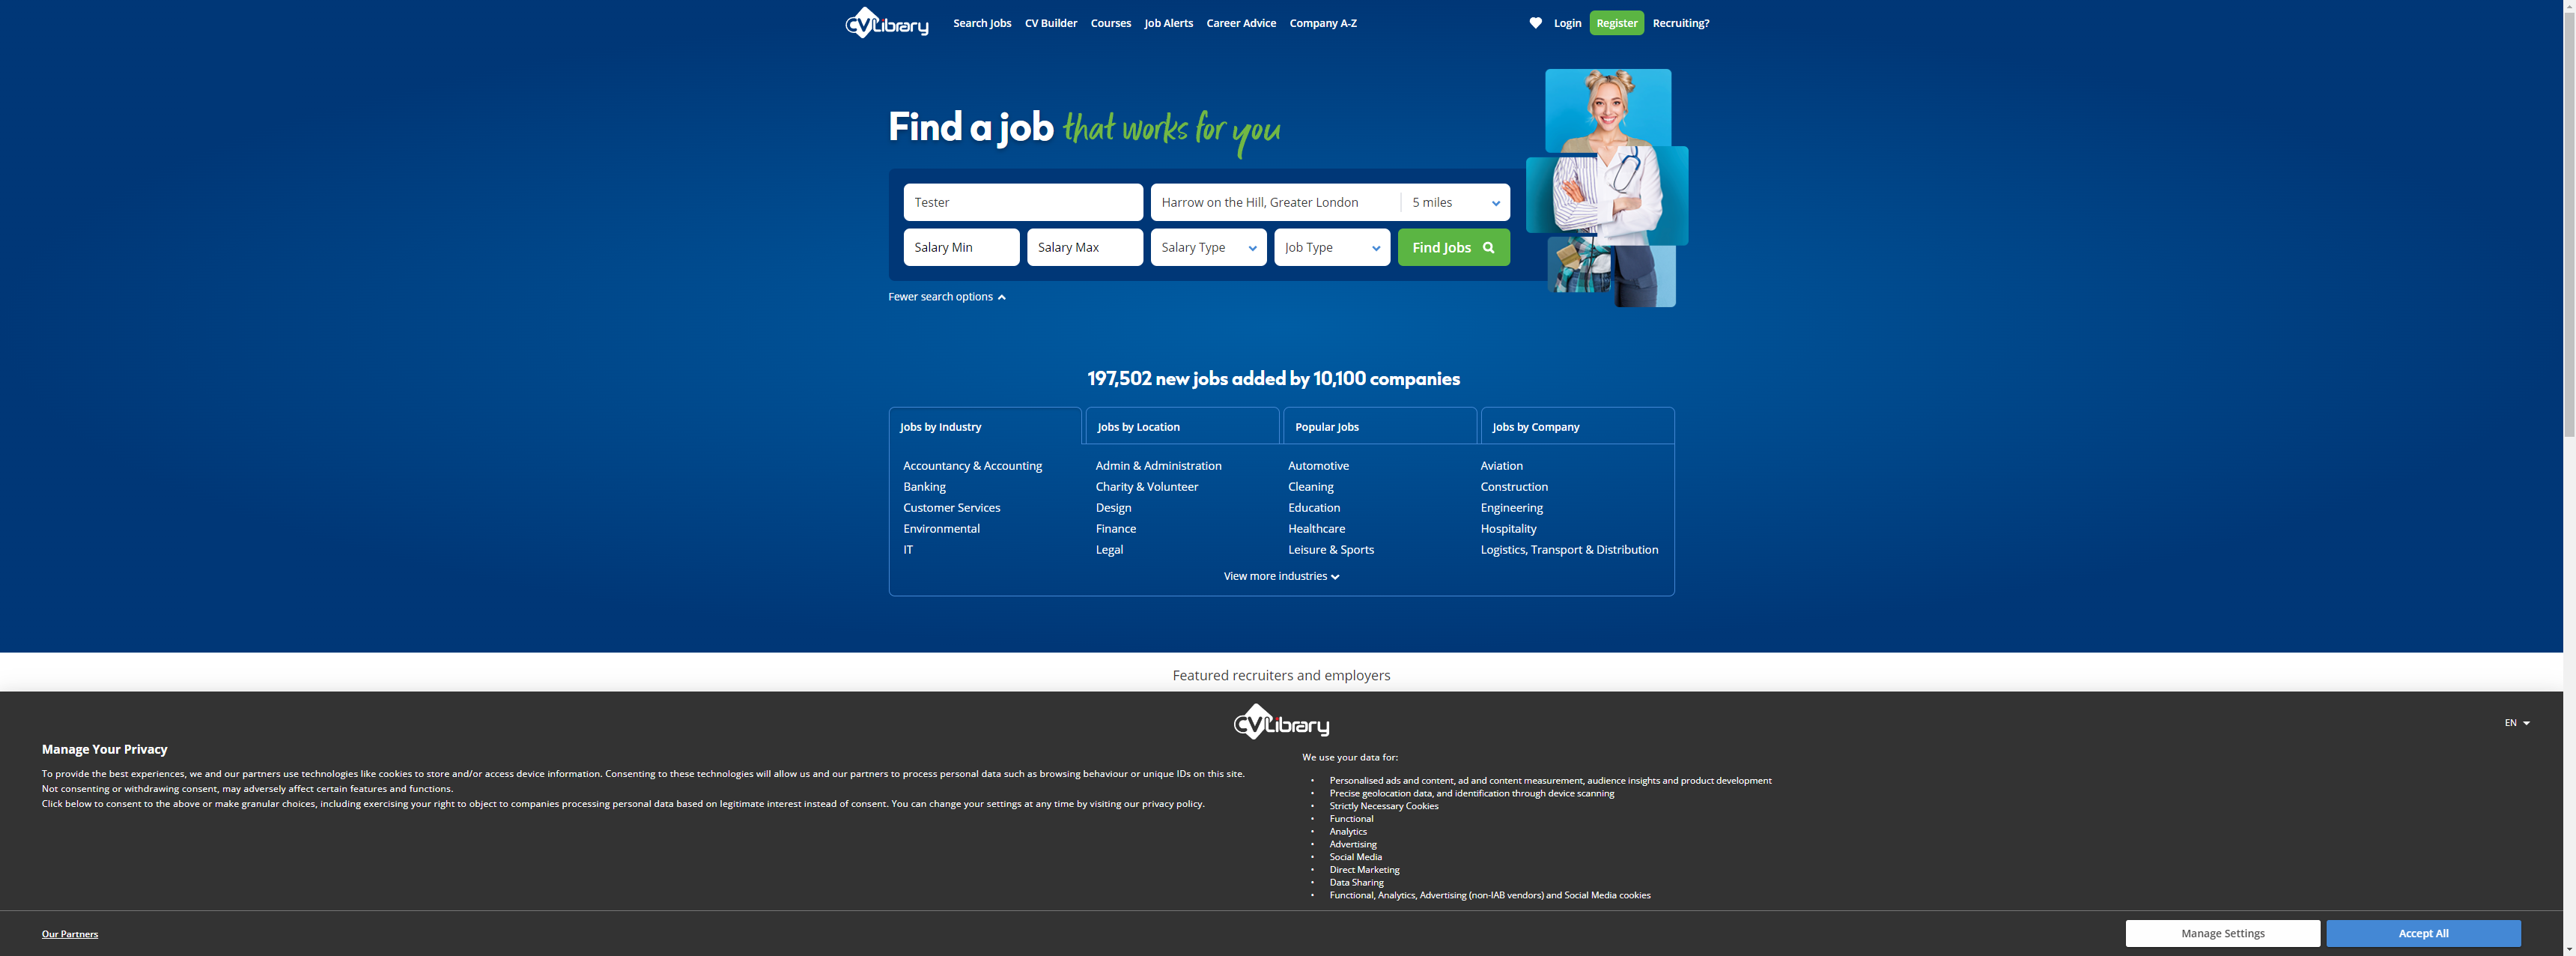 CVLibrary
Search Jobs CV Builder Courses Job Alerts Career Advice Company A-Z
Login Register Recruiting?
Find a job that works for you
Tester Harrow on the Hill, Greater London 5 miles
Salary Min Salary Max Salary Type Job Type Find Jobs
Fewer search options
197,502 new jobs added by 10,100 companies
Jobs by Industry Jobs by Location Popular Jobs Jobs by Company
Accountancy & Accounting Admin & Administration Automotive Aviation
Banking Charity & Volunteer Cleaning Construction
Customer Services Design Education Engineering
Environmental Finance Healthcare Hospitality
IT Legal Leisure & Sports Logistics, Transport & Distribution
View more industries
Featured recruiters and employers
CVLibrary
EN
Manage Your Privacy
To provide the best experiences, we and our partners use technologies like cookies to store and/or access device information. Consenting to these technologies will allow us and our partners to process personal data such as browsing behaviour or unique IDs on this site.
Not consenting or withdrawing consent, may adversely affect certain features and functions.
Click below to consent to the above or make granular choices, including exercising your right to object to companies processing personal data based on legitimate interest instead of consent. You can change your settings at any time by visiting our privacy policy.
We use your data for:
• Personalised ads and content, ad and content measurement, audience insights and product development
• Precise geolocation data, and identification through device scanning
• Strictly Necessary Cookies
• Functional
• Analytics
• Advertising
• Social Media
• Direct Marketing
• Data Sharing
• Functional, Analytics, Advertising (non-IAB vendors) and Social Media cookies
Our Partners
Manage Settings Accept All